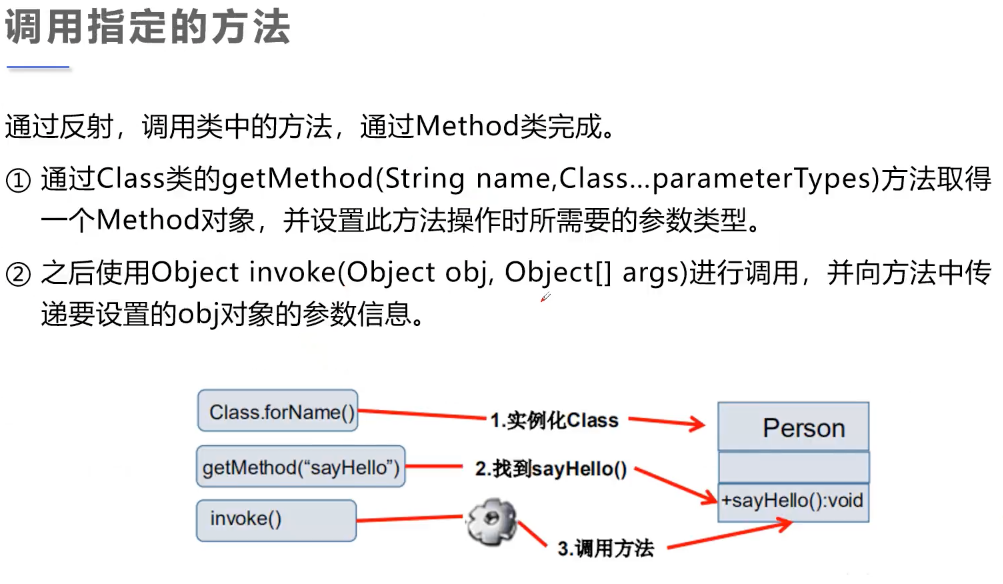 调用指定的方法
通过反射，调用类中的方法，通过Method类完成。
① 通过Class类的getMethod(String name,Class…parameterTypes)方法取得
一个Method对象，并设置此方法操作时所需要的参数类型。
② 之后使用Object invoke(Object obj, Object[] args)进行调用，并向方法中传
递要设置的obj对象的参数信息。
Class.forName()
1.实例化Class
Person
getMethod(“sayHello”)
2.找到sayHello()
+sayHello():void
invoke()
3.调用方法